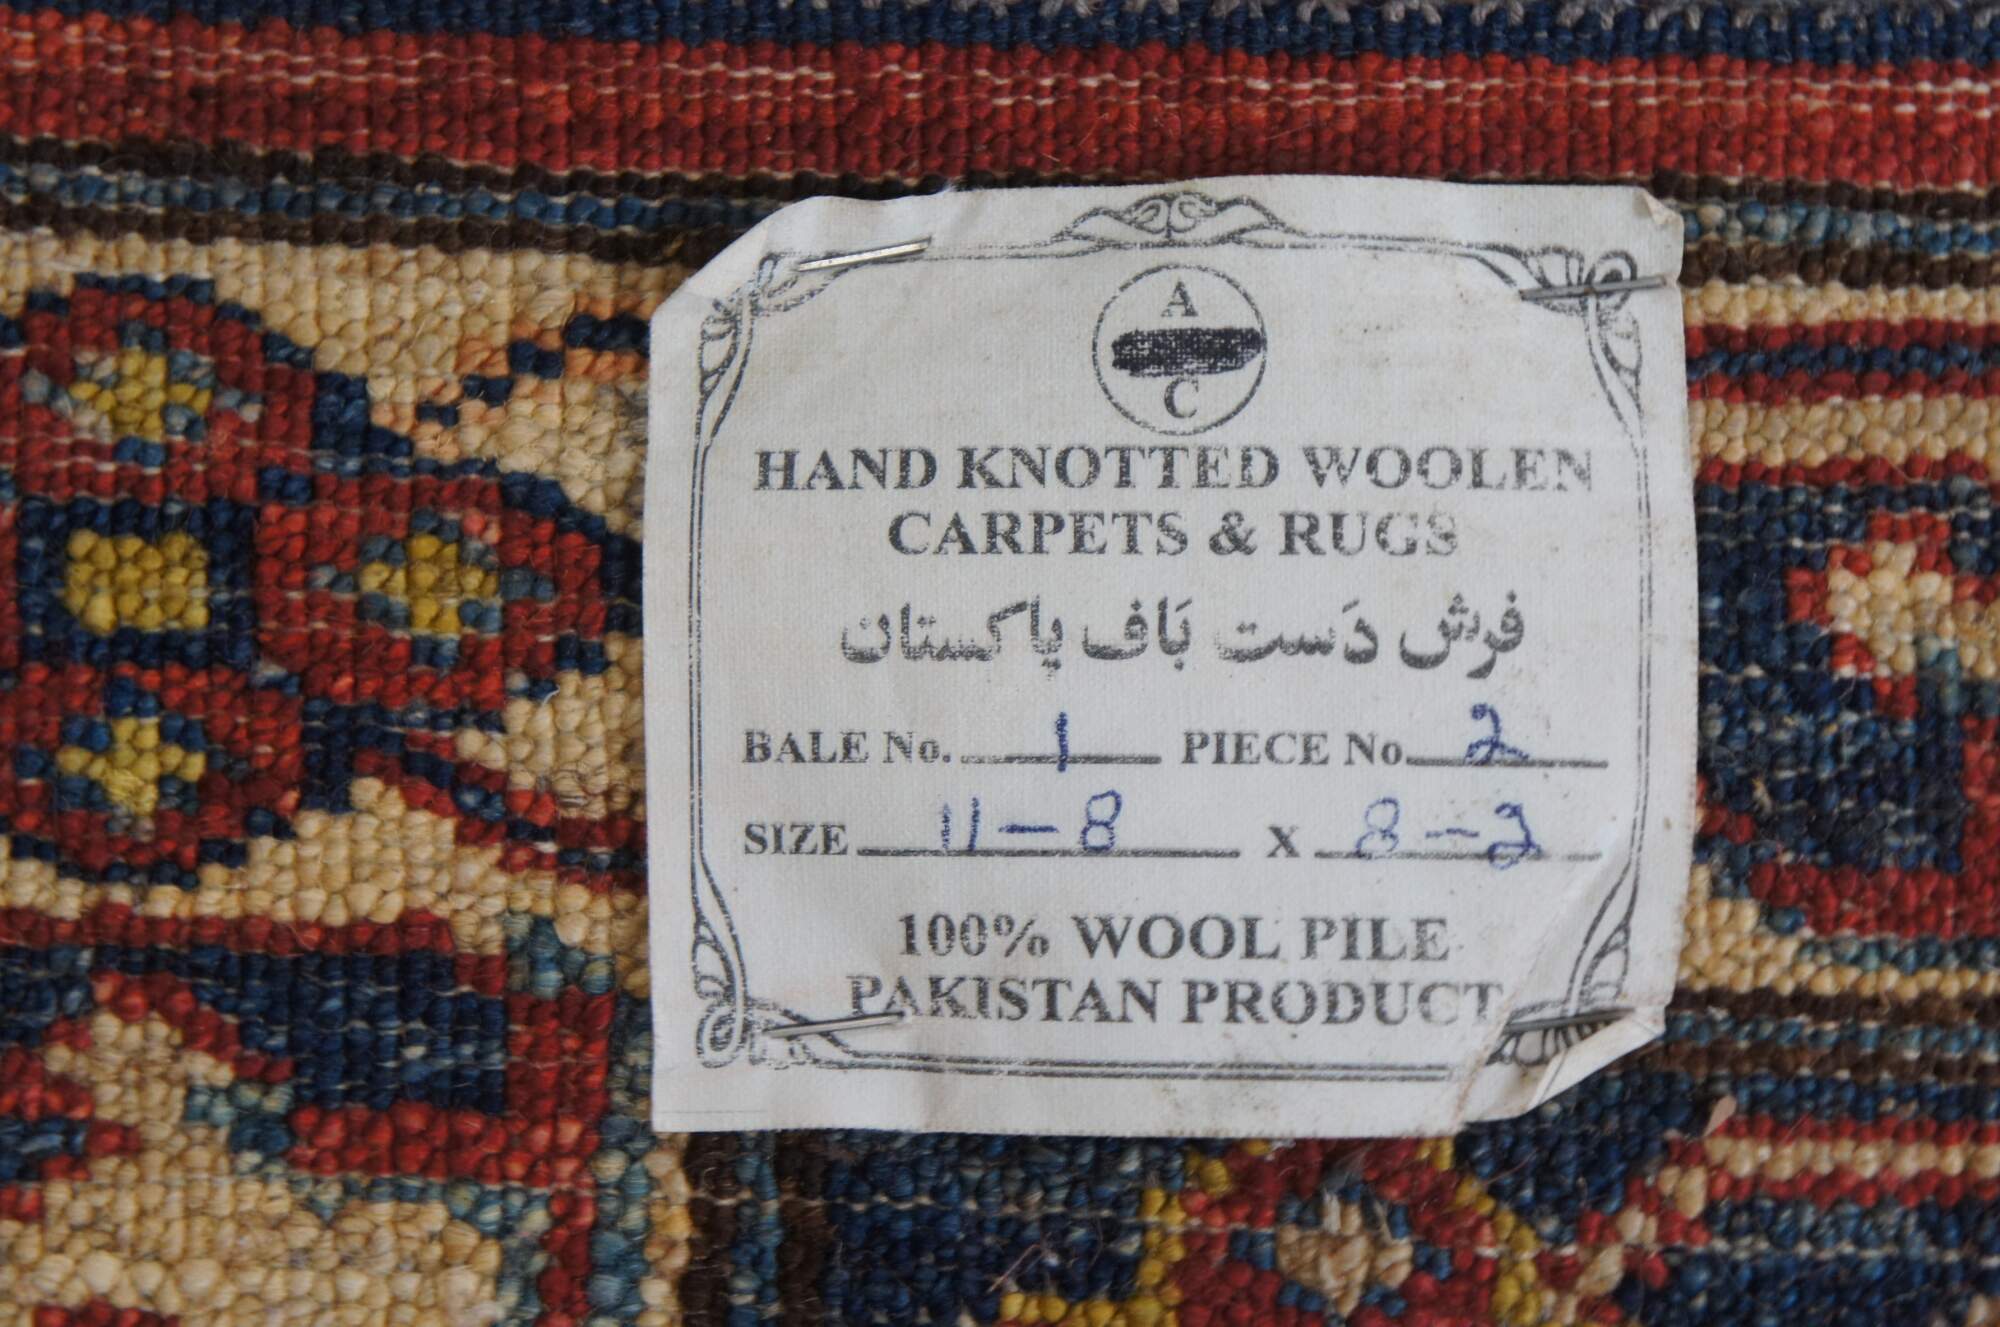 A
C
HAND KNOTTED WOOLEN
CARPETS & RUGS
فرش دَست بَاف پاکستان
BALE No. 1 PIECE No 2
SIZE 11-8 X 8-2
100% WOOL PILE
PAKISTAN PRODUCT